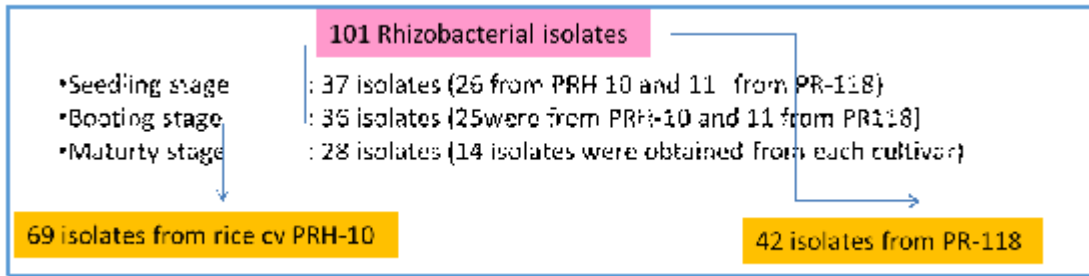 101 Rhizobacterial isolates
•Seedling stage : 37 isolates (26 from PRH 10 and 11 from PR-118)
•Booting stage : 36 isolates (25were from PRH-10 and 11 from PR118]
•Maturty stage : 28 isolates (14 isolates were obtained from each cultivar)
69 isolates from rice cv PRH-10
42 isolates from PR-118